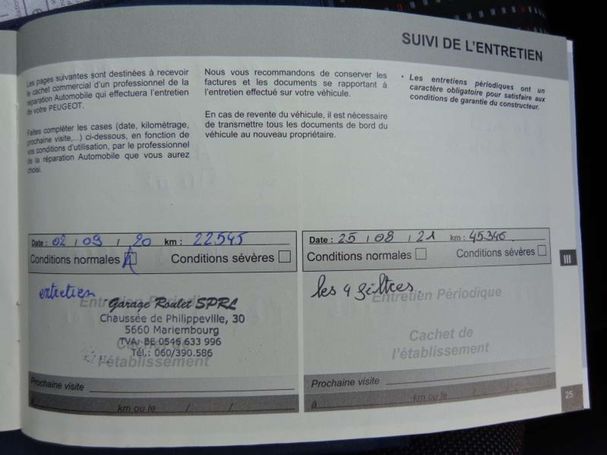 SUIVI DE L'ENTRETIEN
Les pages suivantes sont destinées à recevoir
le cachet commercial d'un professionnel de la
réparation Automobile qui effectuera l'entretien
de votre PEUGEOT.
Faites compléter les cases (date, kilométrage,
prochaine visite,...) ci-dessous, en fonction de
vos conditions d'utilisation, par le professionnel
de la réparation Automobile que vous aurez
choisi.
Nous vous recommandons de conserver les
factures et les documents se rapportant à
l'entretien effectué sur votre véhicule.
En cas de revente du véhicule, il est nécessaire
de transmettre tous les documents de bord du
véhicule au nouveau propriétaire.
• Les entretiens périodiques ont un
caractère obligatoire pour satisfaire aux
conditions de garantie du constructeur.
Date : 02 / 09 / 20 km : 22545
Conditions normales Conditions sévères
entretien
Entretien Périodique
Garage Roulet SPRL
Chaussée de Philippeville, 30
5660 Mariembourg
TVA: BE 0546 633 996
Tél.: 060/390.586
l'établissement
Prochaine visite
à km ou le / /
Date : 25 / 08 / 21 km : 45346
Conditions normales Conditions sévères
les 4 filtres.
Entretien Périodique
Cachet de
l'établissement
Prochaine visite
à km ou le / /
III
25